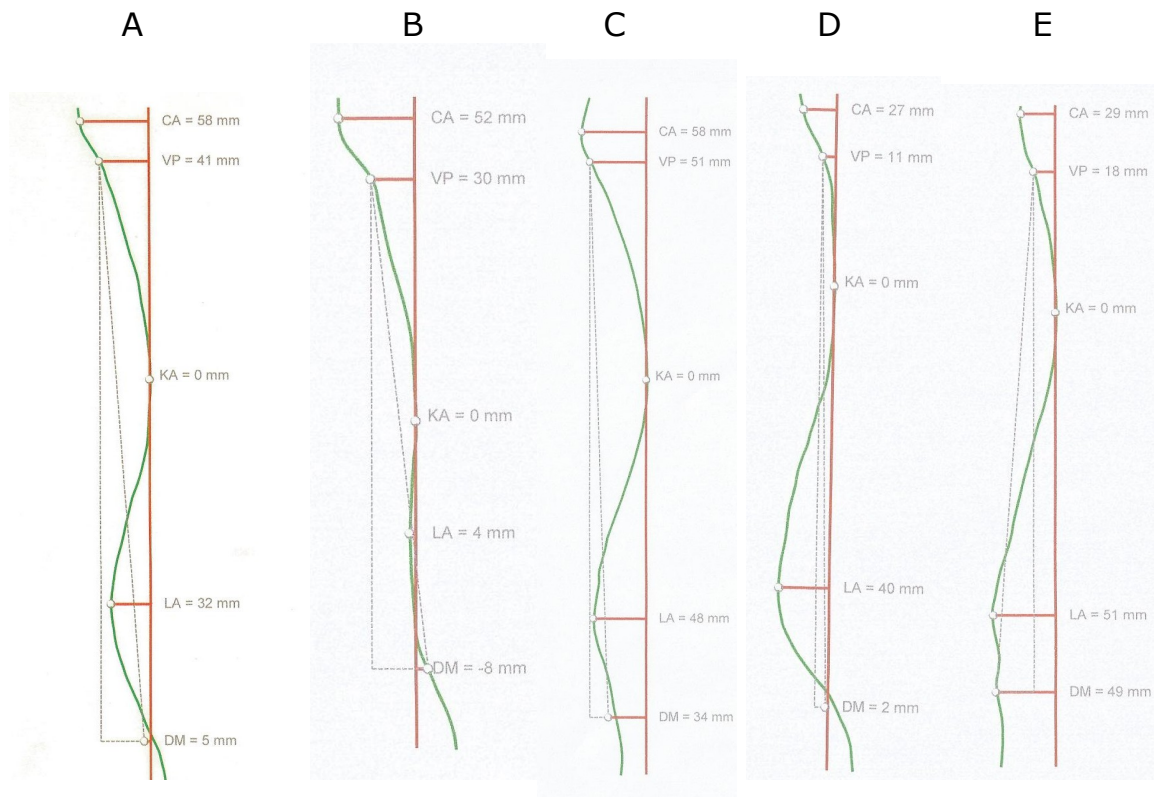 A
B
C
D
E
CA = 58 mm
VP = 41 mm
KA = 0 mm
LA = 32 mm
DM = 5 mm
CA = 52 mm
VP = 30 mm
KA = 0 mm
LA = 4 mm
DM = -8 mm
CA = 58 mm
VP = 51 mm
KA = 0 mm
LA = 48 mm
DM = 34 mm
CA = 27 mm
VP = 11 mm
KA = 0 mm
LA = 40 mm
DM = 2 mm
CA = 29 mm
VP = 18 mm
KA = 0 mm
LA = 51 mm
DM = 49 mm